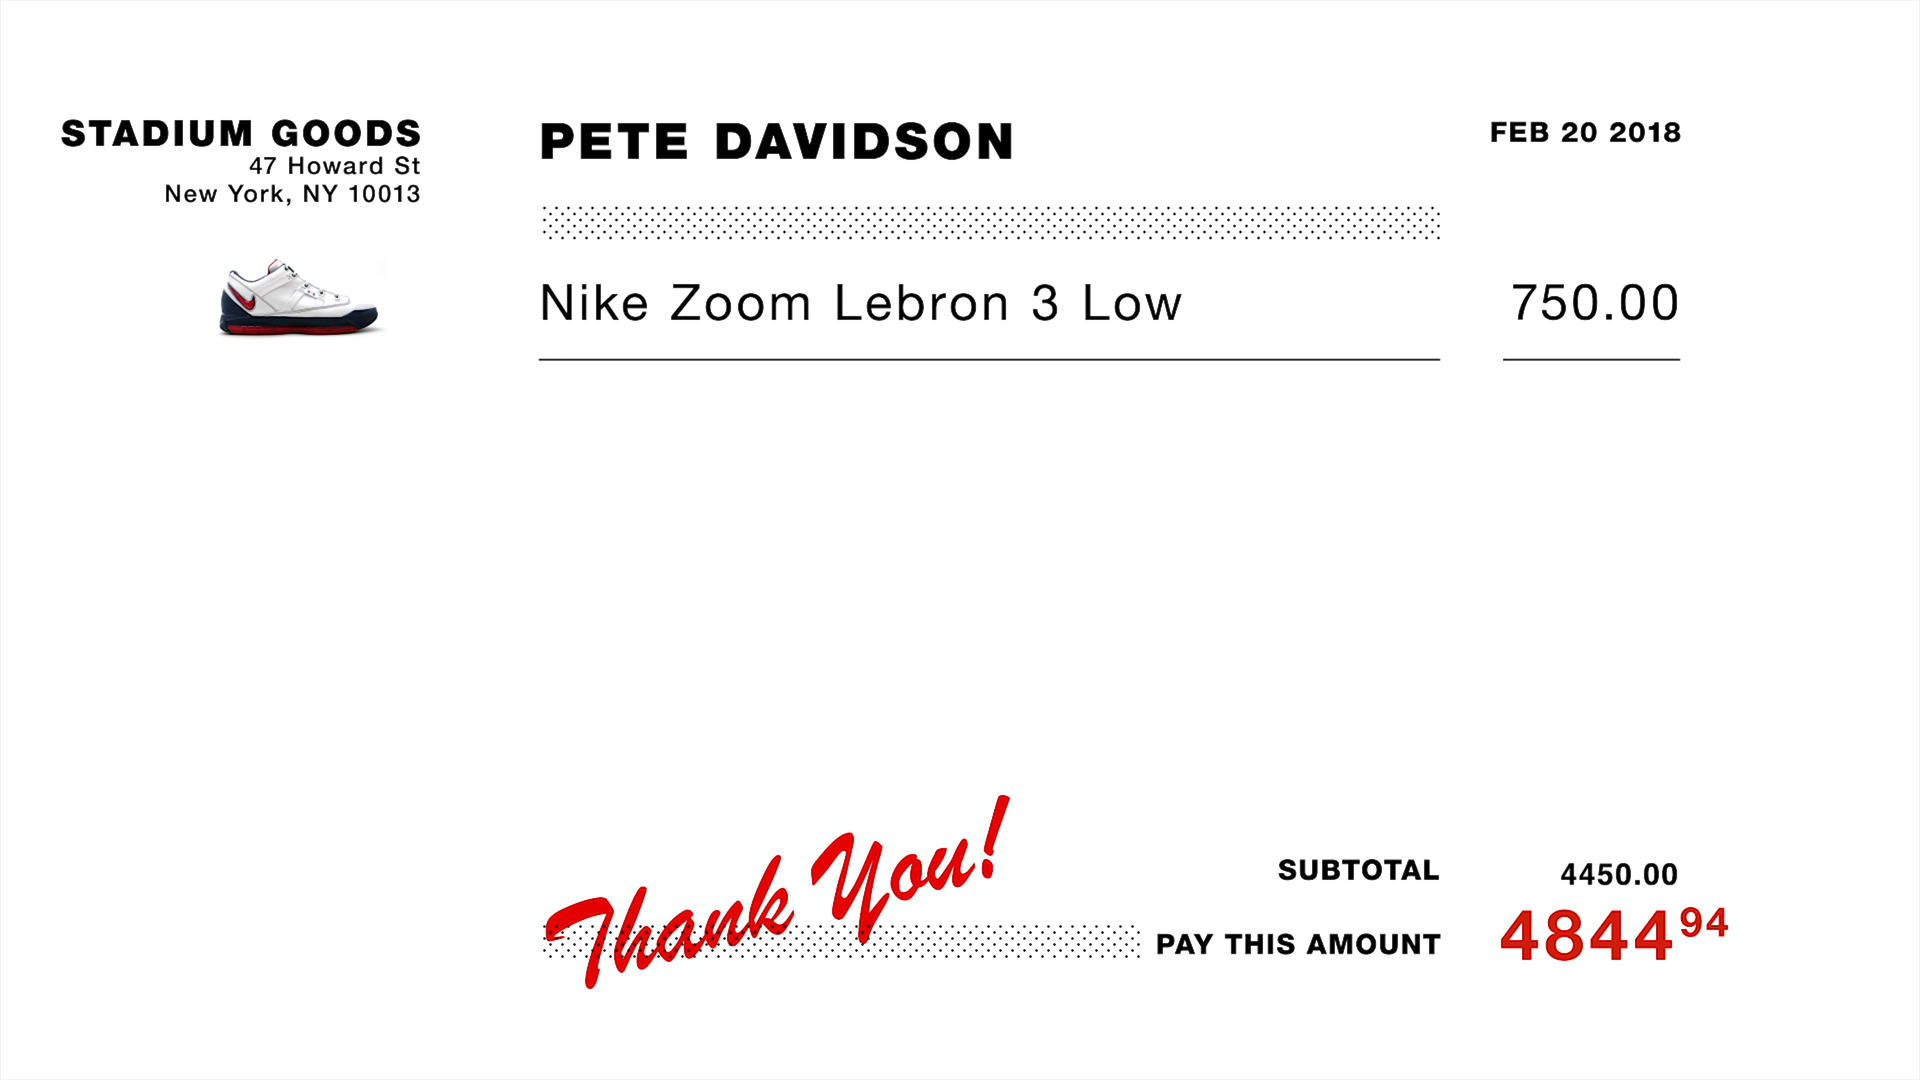 STADIUM GOODS
47 Howard St
New York, NY 10013
PETE DAVIDSON
FEB 20 2018
Nike Zoom Lebron 3 Low 750.00
Thank You!
SUBTOTAL 4450.00
PAY THIS AMOUNT 4844 94